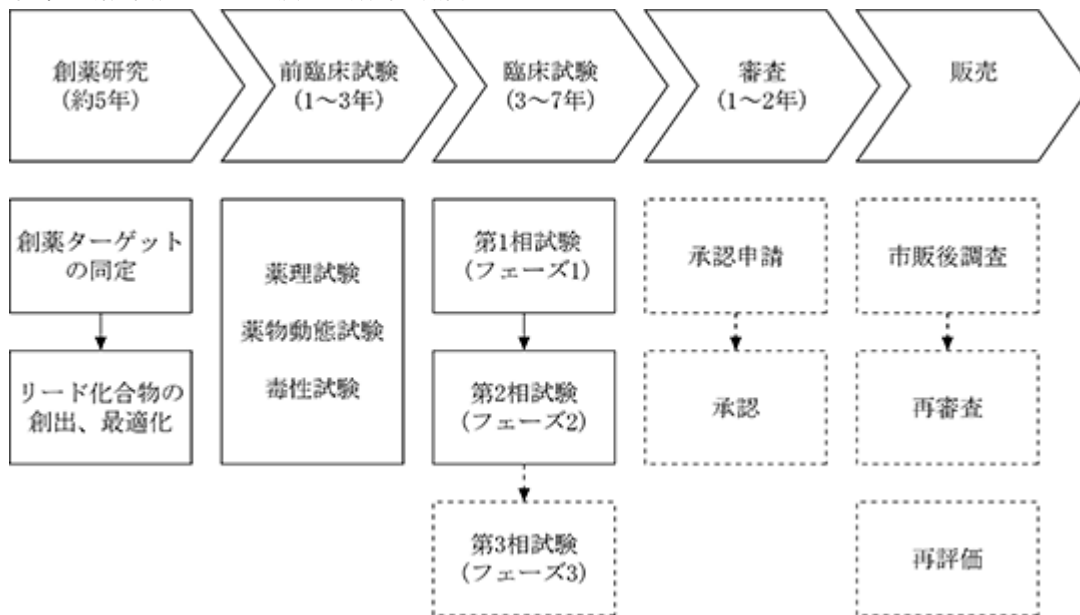 創薬研究
(約5年)
前臨床試験
(1～3年)
臨床試験
(3～7年)
審査
(1～2年)
販売
創薬ターゲット
の同定
リード化合物の
創出、最適化
薬理試験
薬物動態試験
毒性試験
第1相試験
(フェーズ1)
第2相試験
(フェーズ2)
第3相試験
(フェーズ3)
承認申請
承認
市販後調査
再審査
再評価